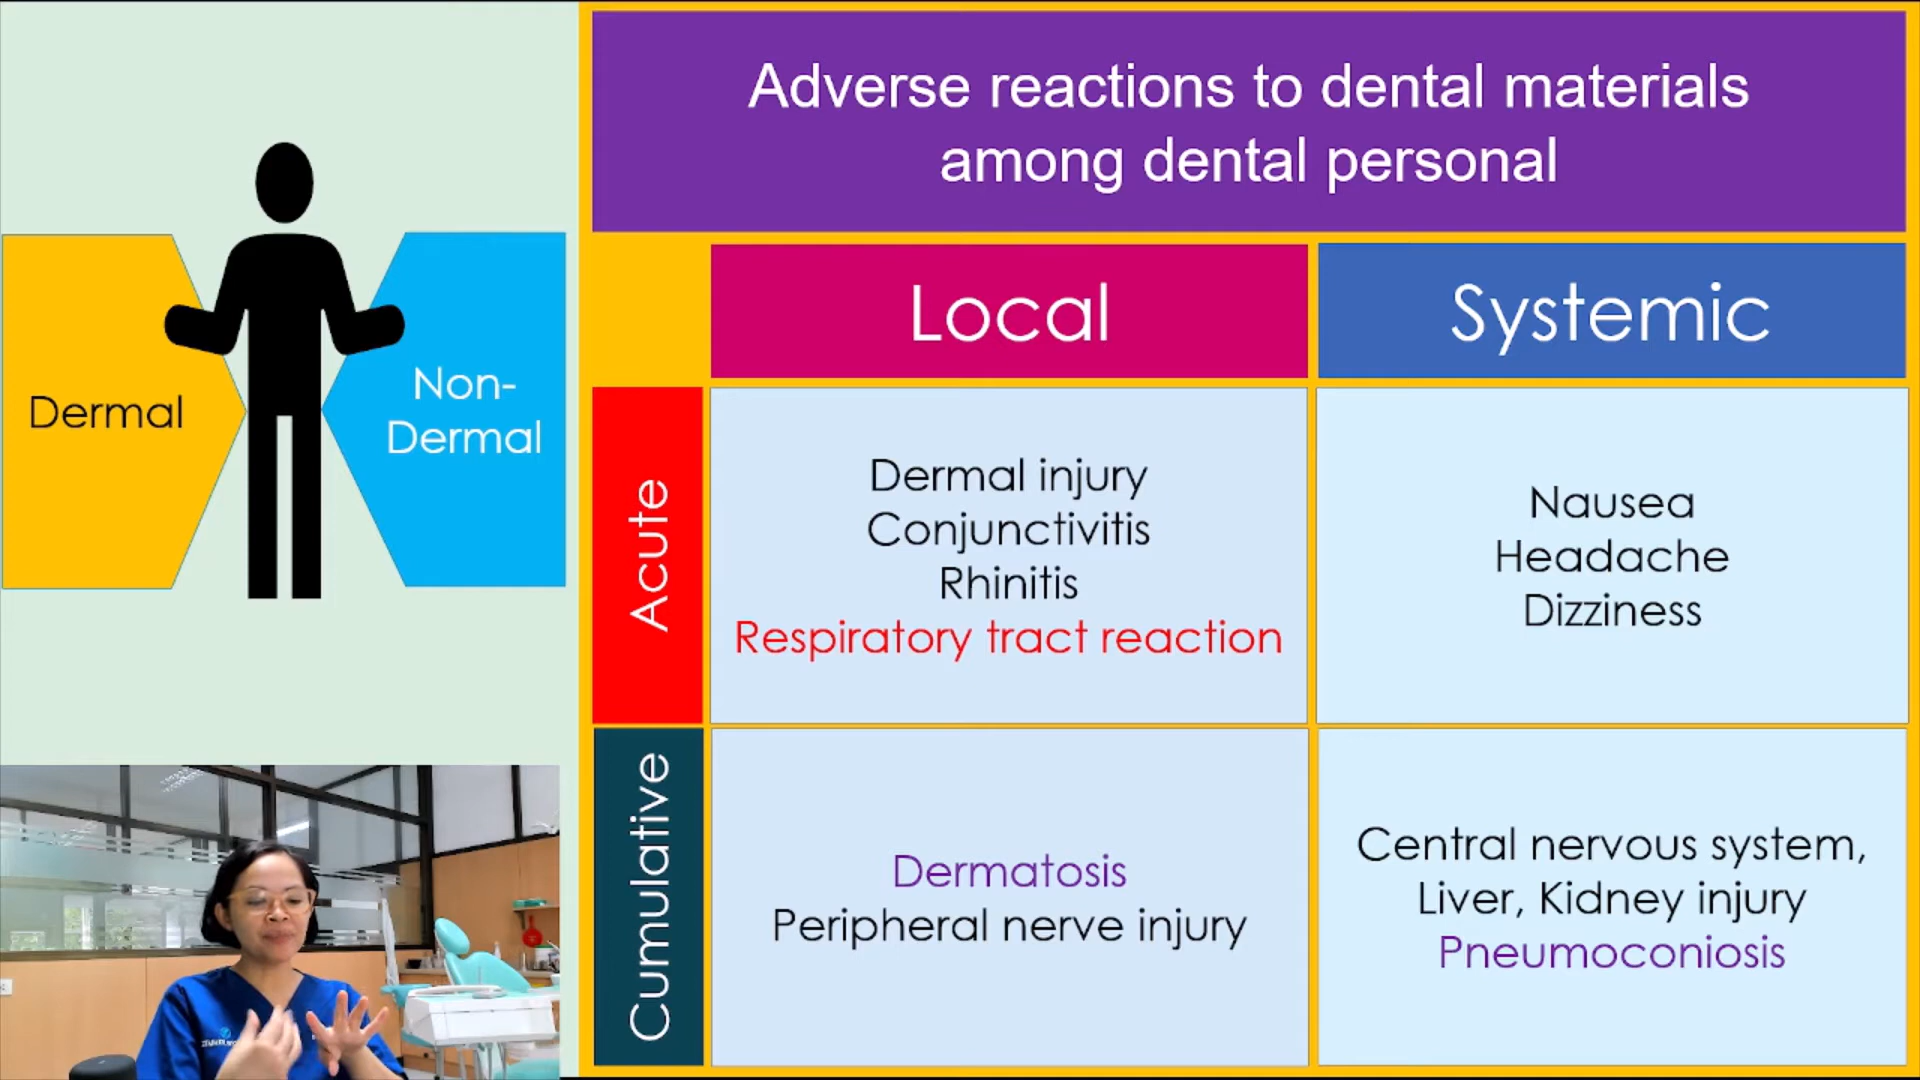 Adverse reactions to dental materials
among dental personal
Dermal
Non-
Dermal
Local
Systemic
Acute
Dermal injury
Conjunctivitis
Rhinitis
Respiratory tract reaction
Nausea
Headache
Dizziness
Cumulative
Dermatosis
Peripheral nerve injury
Central nervous system,
Liver, Kidney injury
Pneumoconiosis